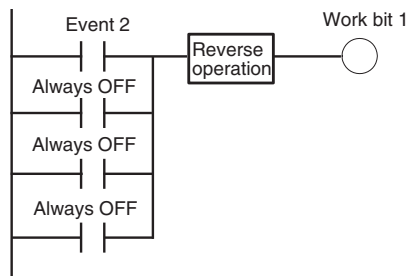 Event 2
Work bit 1
Reverse
operation
Always OFF
Always OFF
Always OFF